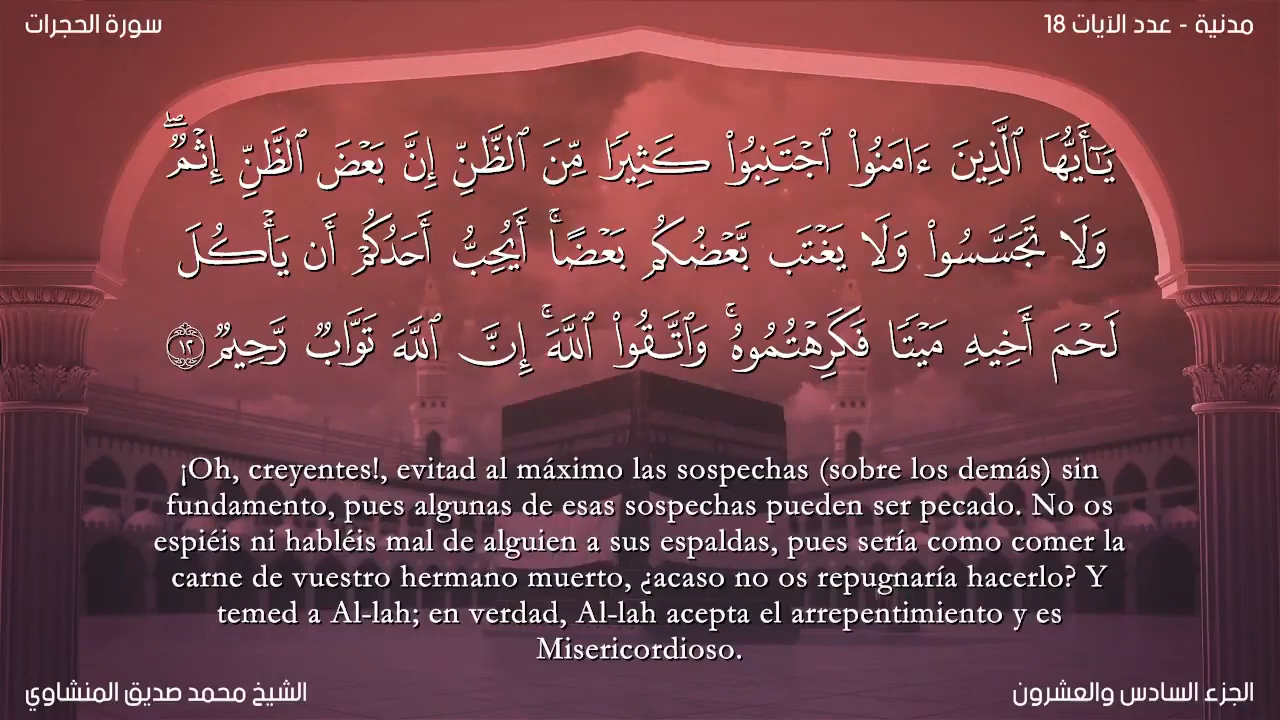 سورة الحجرات
مدنية - عدد الآيات 18
يَٰٓأَيُّهَا ٱلَّذِينَ ءَامَنُوا۟ ٱجْتَنِبُوا۟ كَثِيرًا مِّنَ ٱلظَّنِّ إِنَّ بَعْضَ ٱلظَّنِّ إِثْمٌ ۖ
وَلَا تَجَسَّسُوا۟ وَلَا يَغْتَب بَّعْضُكُم بَعْضًا ۚ أَيُحِبُّ أَحَدُكُمْ أَن يَأْكُلَ
لَحْمَ أَخِيهِ مَيْتًا فَكَرِهْتُمُوهُ ۚ وَٱتَّقُوا۟ ٱللَّهَ ۚ إِنَّ ٱللَّهَ تَوَّابٌ رَّحِيمٌ ١٢
¡Oh, creyentes!, evitad al máximo las sospechas (sobre los demás) sin
fundamento, pues algunas de esas sospechas pueden ser pecado. No os
espiéis ni habléis mal de alguien a sus espaldas, pues sería como comer la
carne de vuestro hermano muerto, ¿acaso no os repugnaría hacerlo? Y
temed a Al-lah; en verdad, Al-lah acepta el arrepentimiento y es
Misericordioso.
الشيخ محمد صديق المنشاوي
الجزء السادس والعشرون